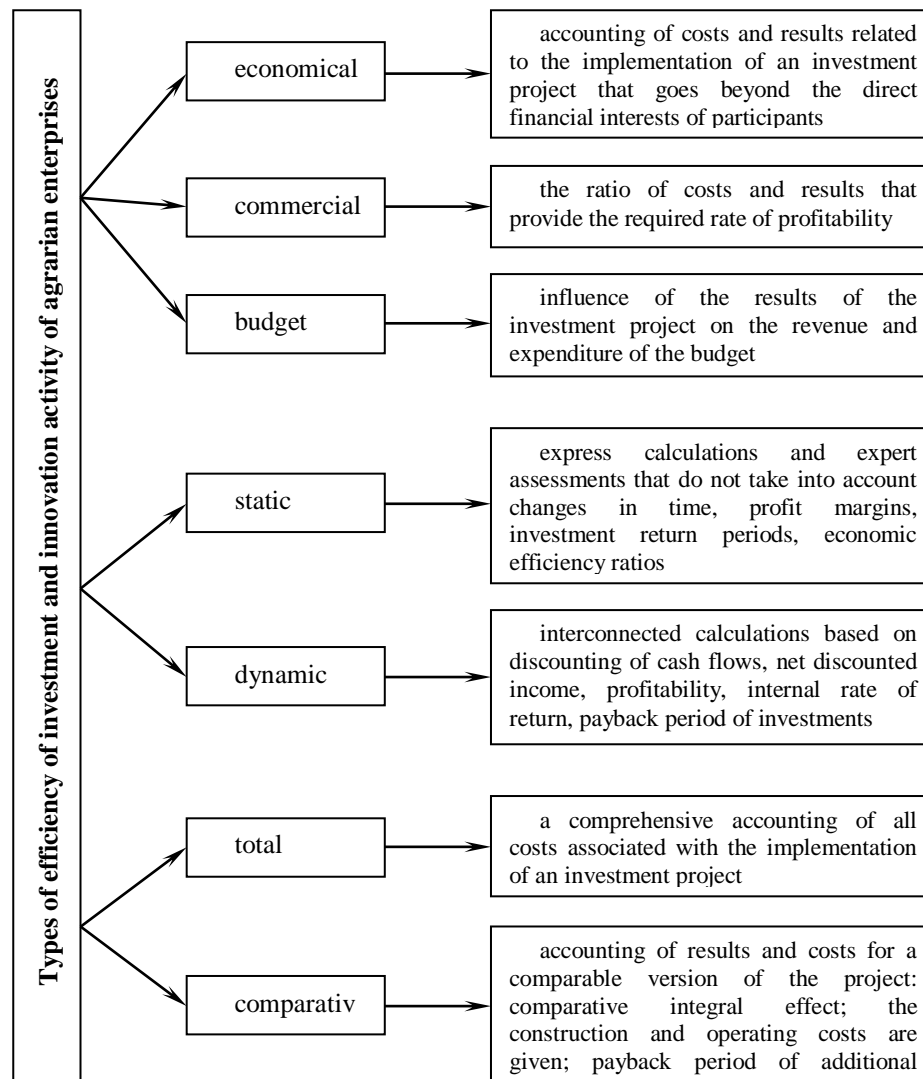 Types of efficiency of investment and innovation activity of agrarian enterprises
economical
accounting of costs and results related
to the implementation of an investment
project that goes beyond the direct
financial interests of participants
commercial
the ratio of costs and results that
provide the required rate of profitability
budget
influence of the results of the
investment project on the revenue and
expenditure of the budget
static
express calculations and expert
assessments that do not take into account
changes in time, profit margins,
investment return periods, economic
efficiency ratios
dynamic
interconnected calculations based on
discounting of cash flows, net discounted
income, profitability, internal rate of
return, payback period of investments
total
a comprehensive accounting of all
costs associated with the implementation
of an investment project
comparativ
accounting of results and costs for a
comparable version of the project:
comparative integral effect; the
construction and operating costs are
given; payback period of additional